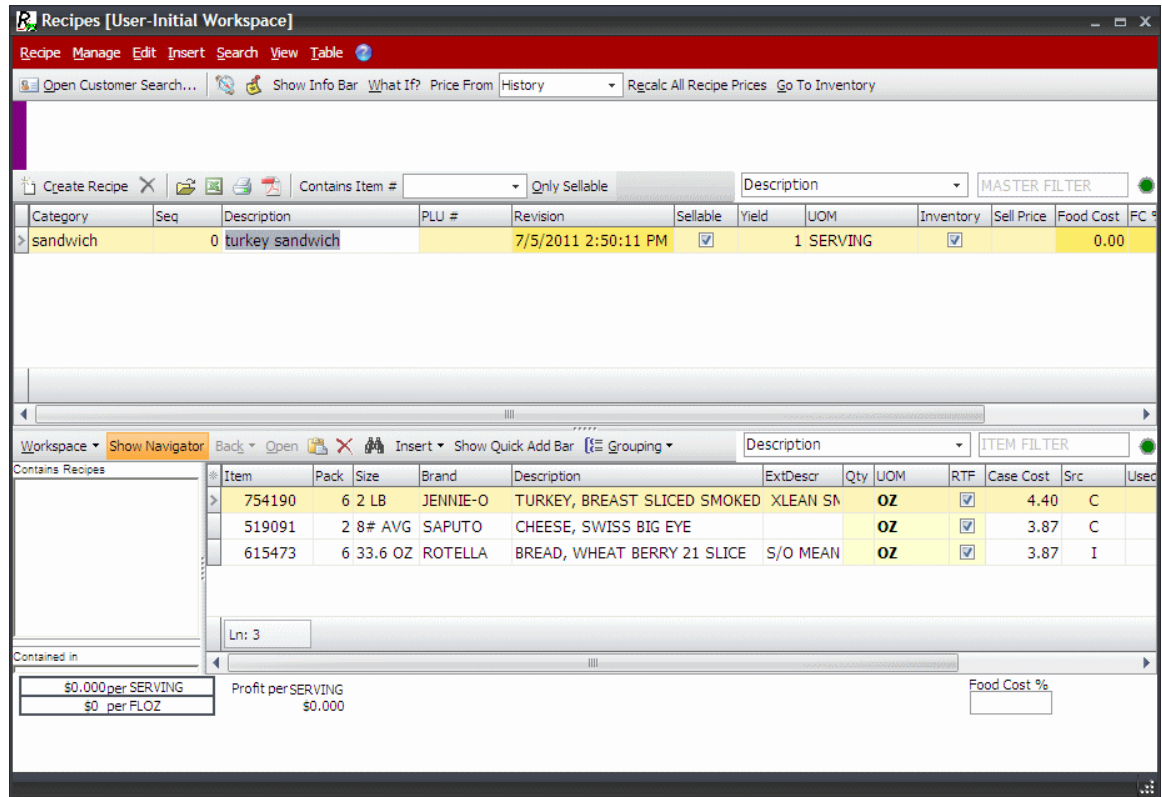 Recipes [User-Initial Workspace]
Recipe Manage Edit Insert Search View Table ?
Open Customer Search... Show Info Bar What If? Price From History Recalc All Recipe Prices Go To Inventory
Create Recipe Contains Item # Only Sellable Description MASTER FILTER
Category Seq Description PLU # Revision Sellable Yield UOM Inventory Sell Price Food Cost FC %
sandwich 0 turkey sandwich 7/5/2011 2:50:11 PM 1 SERVING 0.00
Workspace Show Navigator Back Open Insert Show Quick Add Bar Grouping Description ITEM FILTER
Contains Recipes
Item Pack Size Brand Description ExtDescr Qty UOM RTF Case Cost Src Used
754190 6 2 LB JENNIE-O TURKEY, BREAST SLICED SMOKED XLEAN SM OZ 4.40 C
519091 2 8# AVG SAPUTO CHEESE, SWISS BIG EYE OZ 3.87 C
615473 6 33.6 OZ ROTELLA BREAD, WHEAT BERRY 21 SLICE S/O MEAN OZ 3.87 I
Ln: 3
Contained in
$0.000 per SERVING Profit per SERVING Food Cost %
$0 per FLOZ $0.000